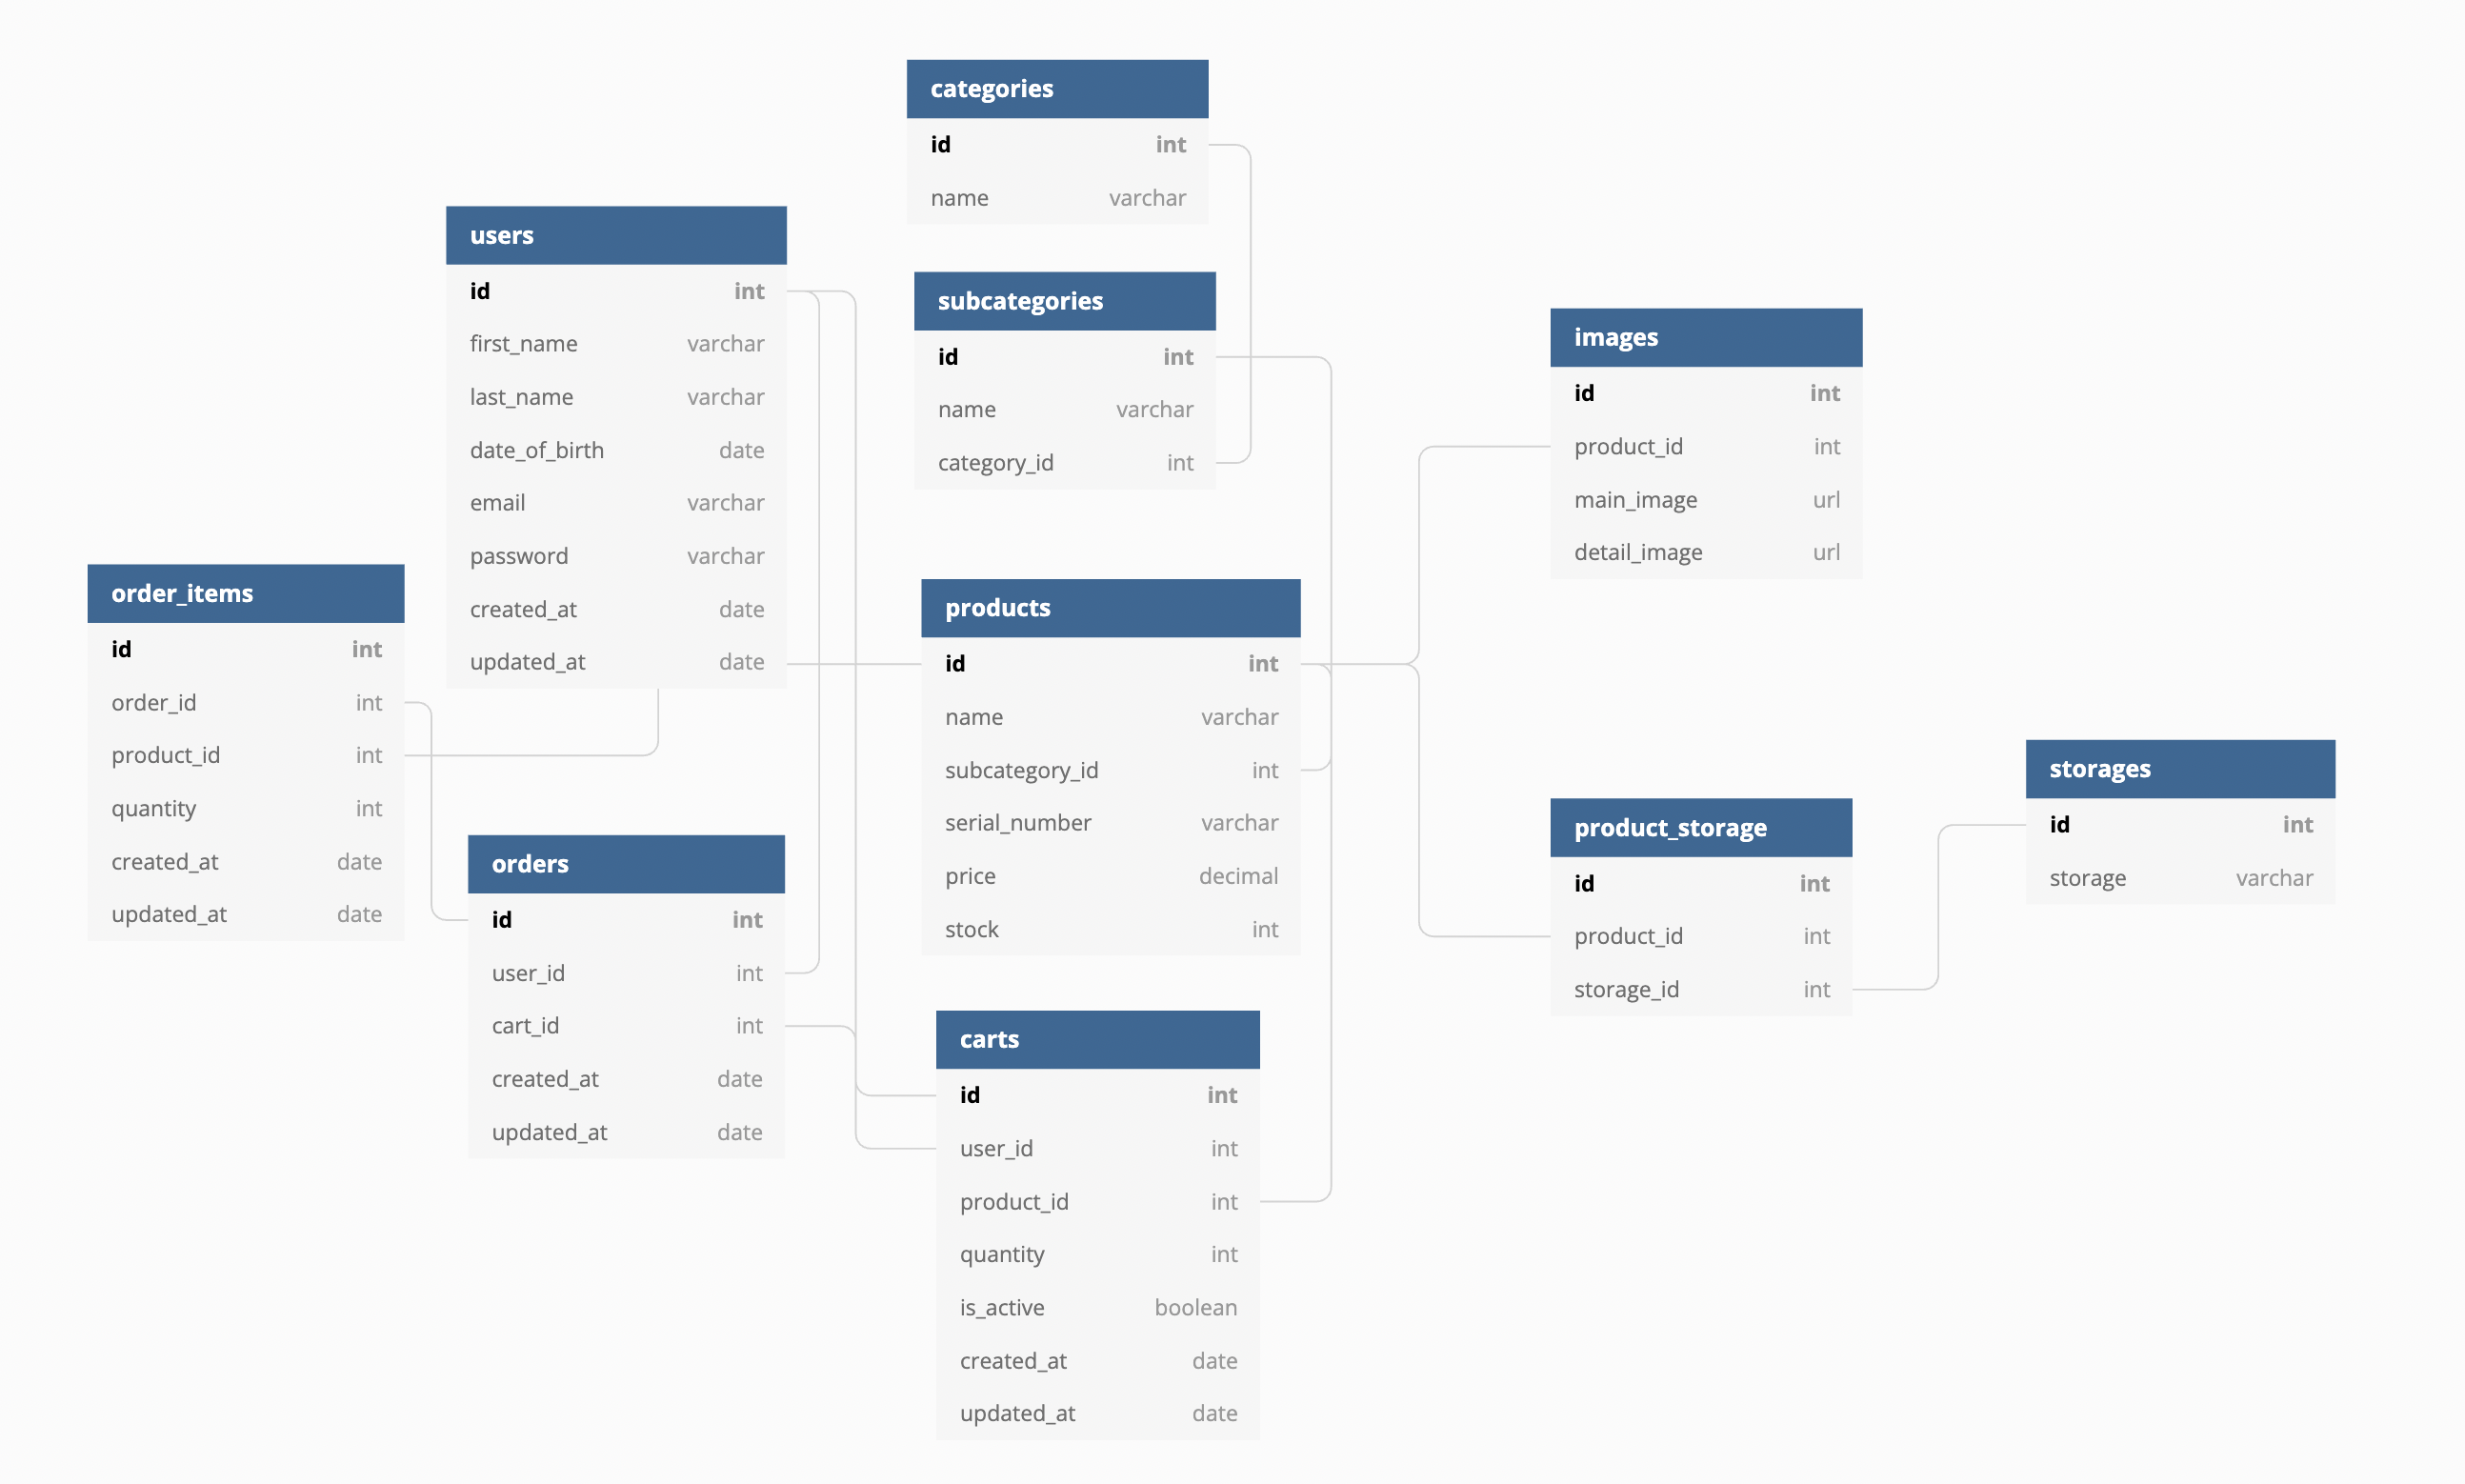 categories
id int
name varchar
users
id int
first_name varchar
last_name varchar
date_of_birth date
email varchar
password varchar
created_at date
updated_at date
subcategories
id int
name varchar
category_id int
images
id int
product_id int
main_image url
detail_image url
order_items
id int
order_id int
product_id int
quantity int
created_at date
updated_at date
products
id int
name varchar
subcategory_id int
serial_number varchar
price decimal
stock int
storages
id int
storage varchar
product_storage
id int
product_id int
storage_id int
orders
id int
user_id int
cart_id int
created_at date
updated_at date
carts
id int
user_id int
product_id int
quantity int
is_active boolean
created_at date
updated_at date